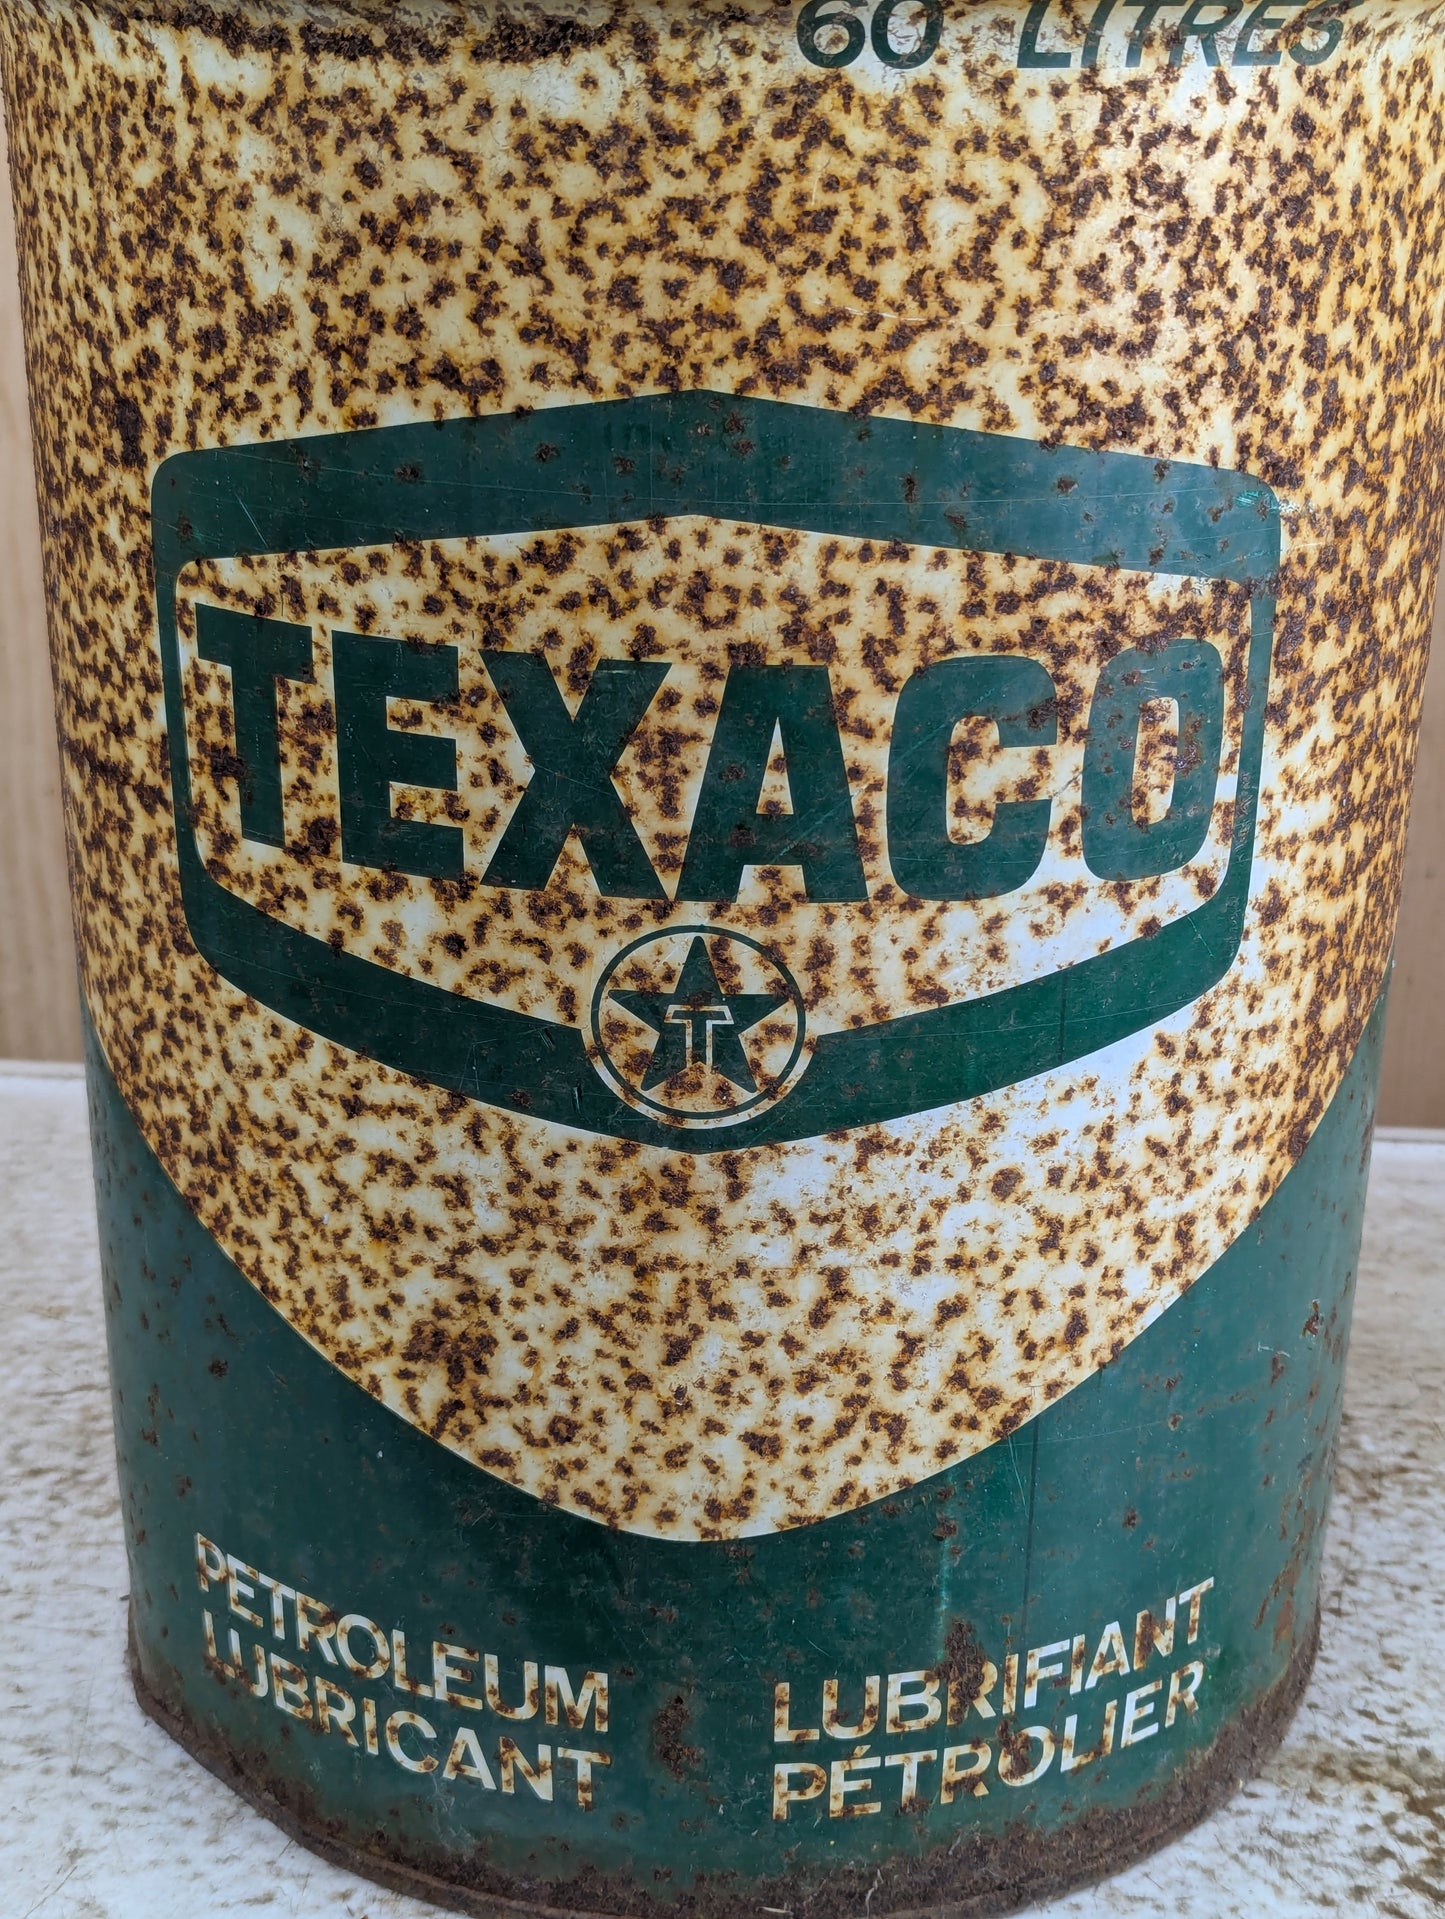 60 LITRES
TEXACO
T
PETROLEUM
LUBRICANT
LUBRIFIANT
PÉTROLIER